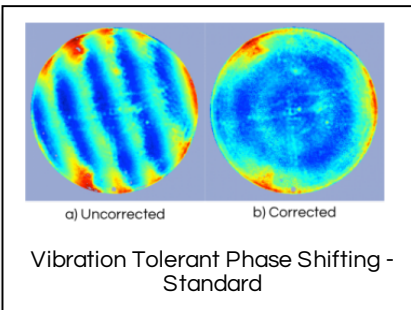 a) Uncorrected
b) Corrected
Vibration Tolerant Phase Shifting -
Standard